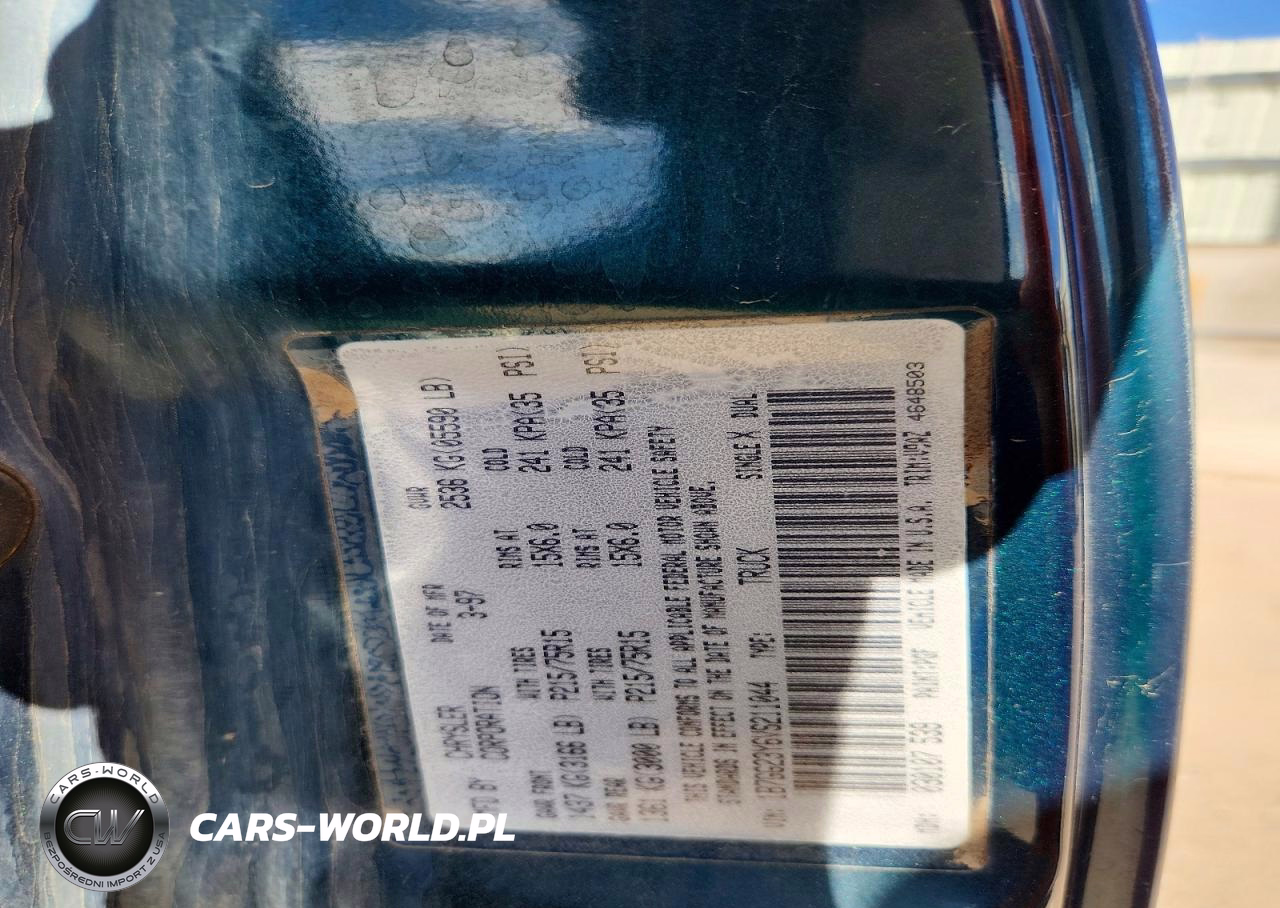 MFD BY CHRYSLER CORPORATION
DATE OF MFR 3-97
GVWR 2536 KG(05590 LB)
GAWR FRONT WITH TIRES RIMS AT COLD
1437 KG(3166 LB) P215/75R15 15X6.0 241 KPA(35 PSI)
GAWR REAR WITH TIRES RIMS AT COLD
1361 KG(3000 LB) P215/75R15 15X6.0 241 KPA(35 PSI)
THIS VEHICLE CONFORMS TO ALL APPLICABLE FEDERAL MOTOR VEHICLE SAFETY
STANDARDS IN EFFECT ON THE DATE OF MANUFACTURE SHOWN ABOVE.
VIN: TYPE: TRUCK SINGLE X DUAL
VEHICLE MADE IN U.S.A. 4648503
CARS-WORLD
CW
BEZPOŚREDNI IMPORT Z USA
CARS-WORLD.PL